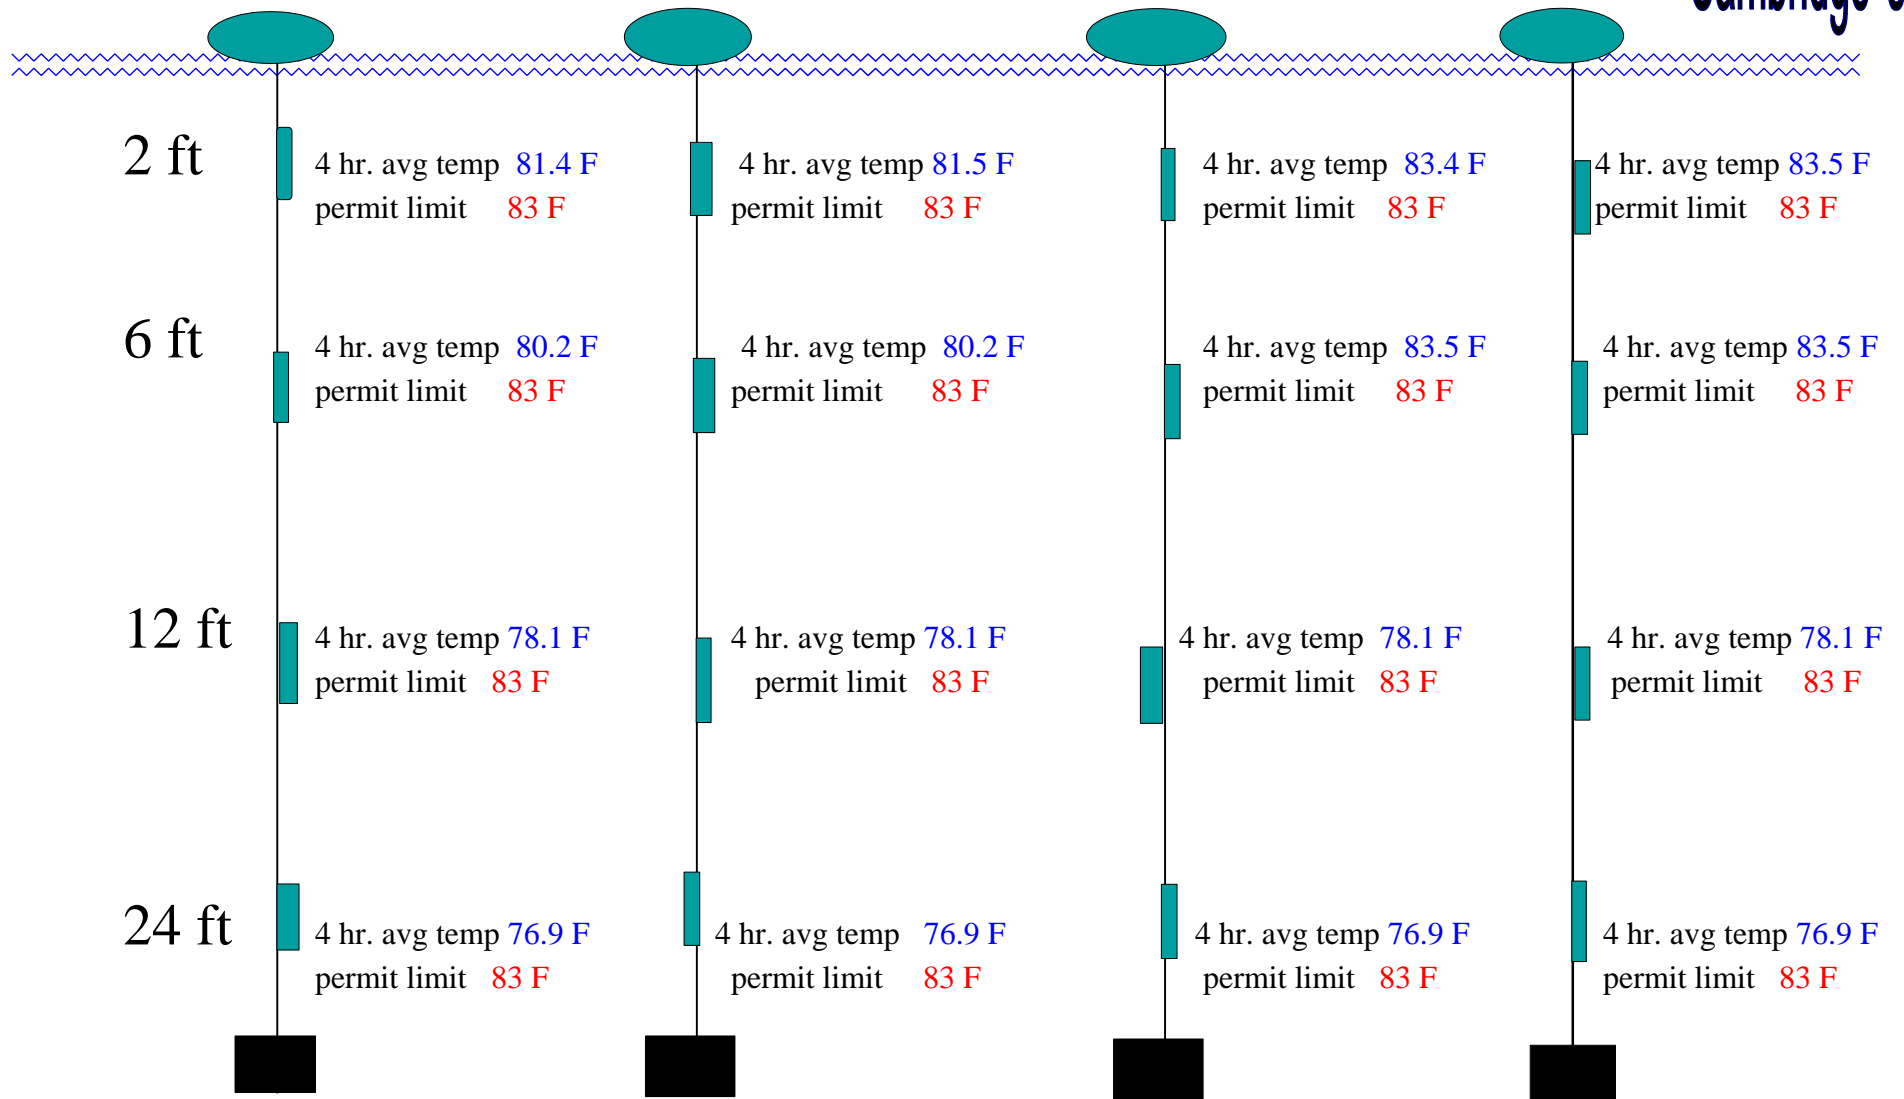 2 ft
4 hr. avg temp 81.4 F
permit limit 83 F
4 hr. avg temp 81.5 F
permit limit 83 F
4 hr. avg temp 83.4 F
permit limit 83 F
4 hr. avg temp 83.5 F
permit limit 83 F
6 ft
4 hr. avg temp 80.2 F
permit limit 83 F
4 hr. avg temp 80.2 F
permit limit 83 F
4 hr. avg temp 83.5 F
permit limit 83 F
4 hr. avg temp 83.5 F
permit limit 83 F
12 ft
4 hr. avg temp 78.1 F
permit limit 83 F
4 hr. avg temp 78.1 F
permit limit 83 F
4 hr. avg temp 78.1 F
permit limit 83 F
4 hr. avg temp 78.1 F
permit limit 83 F
24 ft
4 hr. avg temp 76.9 F
permit limit 83 F
4 hr. avg temp 76.9 F
permit limit 83 F
4 hr. avg temp 76.9 F
permit limit 83 F
4 hr. avg temp 76.9 F
permit limit 83 F